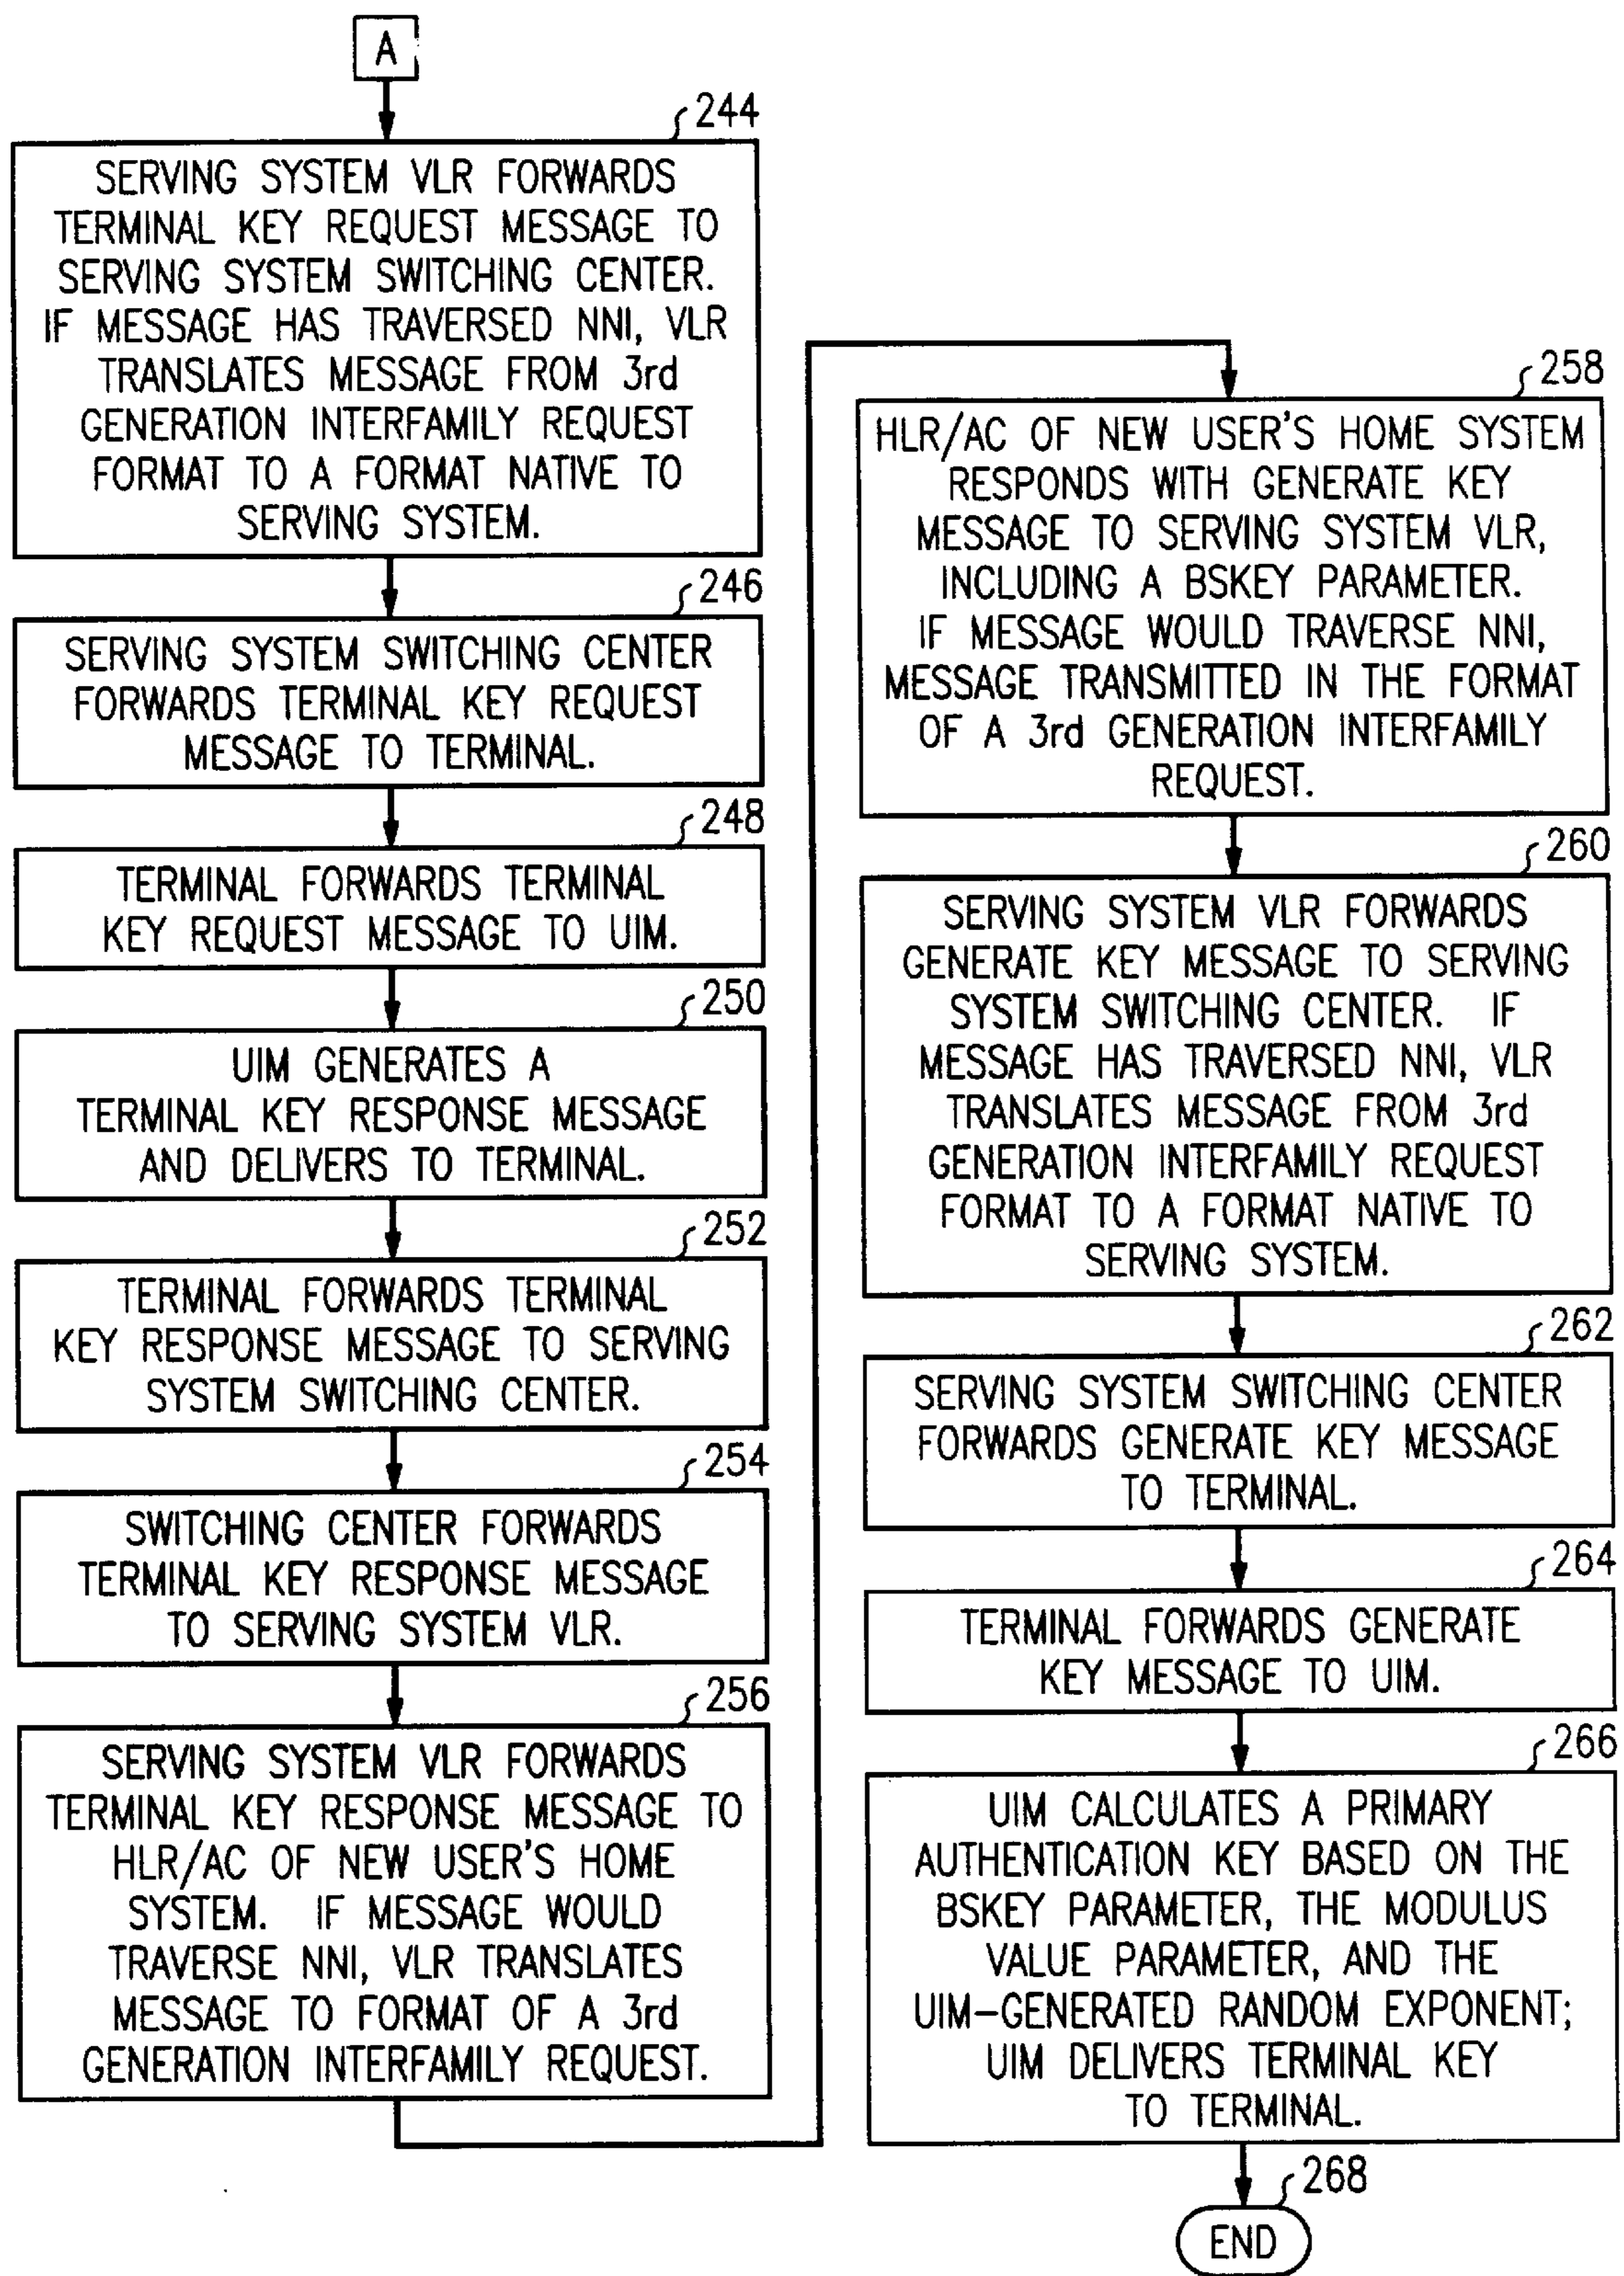 A
244
SERVING SYSTEM VLR FORWARDS
TERMINAL KEY REQUEST MESSAGE TO
SERVING SYSTEM SWITCHING CENTER.
IF MESSAGE HAS TRAVERSED NNI, VLR
TRANSLATES MESSAGE FROM 3rd
GENERATION INTERFAMILY REQUEST
FORMAT TO A FORMAT NATIVE TO
SERVING SYSTEM.
246
SERVING SYSTEM SWITCHING CENTER
FORWARDS TERMINAL KEY REQUEST
MESSAGE TO TERMINAL.
248
TERMINAL FORWARDS TERMINAL
KEY REQUEST MESSAGE TO UIM.
250
UIM GENERATES A
TERMINAL KEY RESPONSE MESSAGE
AND DELIVERS TO TERMINAL.
252
TERMINAL FORWARDS TERMINAL
KEY RESPONSE MESSAGE TO SERVING
SYSTEM SWITCHING CENTER.
254
SWITCHING CENTER FORWARDS
TERMINAL KEY RESPONSE MESSAGE
TO SERVING SYSTEM VLR.
256
SERVING SYSTEM VLR FORWARDS
TERMINAL KEY RESPONSE MESSAGE TO
HLR/AC OF NEW USER'S HOME
SYSTEM. IF MESSAGE WOULD
TRAVERSE NNI, VLR TRANSLATES
MESSAGE TO FORMAT OF A 3rd
GENERATION INTERFAMILY REQUEST.
258
HLR/AC OF NEW USER'S HOME SYSTEM
RESPONDS WITH GENERATE KEY
MESSAGE TO SERVING SYSTEM VLR,
INCLUDING A BSKEY PARAMETER.
IF MESSAGE WOULD TRAVERSE NNI,
MESSAGE TRANSMITTED IN THE FORMAT
OF A 3rd GENERATION INTERFAMILY
REQUEST.
260
SERVING SYSTEM VLR FORWARDS
GENERATE KEY MESSAGE TO SERVING
SYSTEM SWITCHING CENTER. IF
MESSAGE HAS TRAVERSED NNI, VLR
TRANSLATES MESSAGE FROM 3rd
GENERATION INTERFAMILY REQUEST
FORMAT TO A FORMAT NATIVE TO
SERVING SYSTEM.
262
SERVING SYSTEM SWITCHING CENTER
FORWARDS GENERATE KEY MESSAGE
TO TERMINAL.
264
TERMINAL FORWARDS GENERATE
KEY MESSAGE TO UIM.
266
UIM CALCULATES A PRIMARY
AUTHENTICATION KEY BASED ON THE
BSKEY PARAMETER, THE MODULUS
VALUE PARAMETER, AND THE
UIM-GENERATED RANDOM EXPONENT;
UIM DELIVERS TERMINAL KEY
TO TERMINAL.
268
END